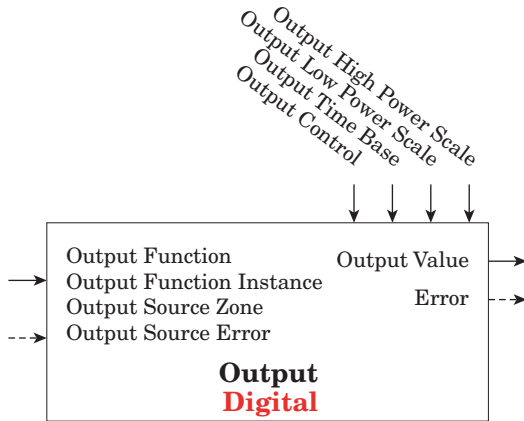 Output High Power Scale
Output Low Power Scale
Output Time Base
Output Control
Output Function
Output Function Instance
Output Source Zone
Output Source Error
Output Value
Error
Output
Digital